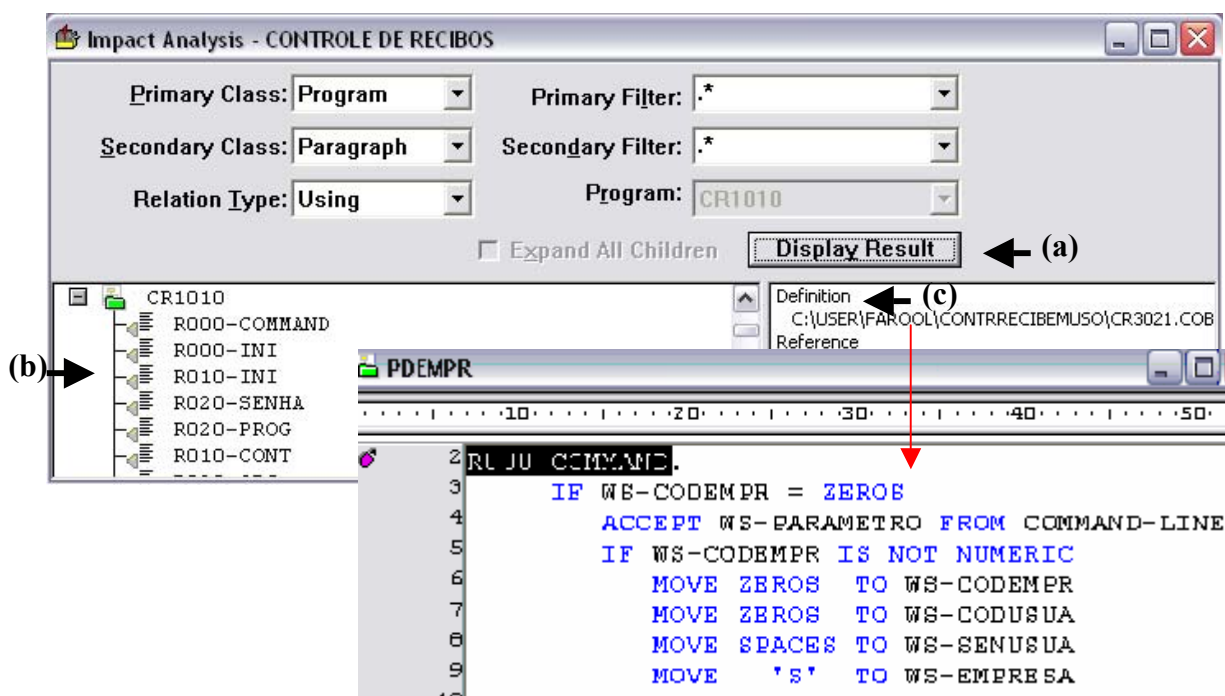 Impact Analysis - CONTROLE DE RECIBOS
Primary Class: Program
Primary Filter: .*
Secondary Class: Paragraph
Secondary Filter: .*
Relation Type: Using
Program: CR1010
Expand All Children
Display Result
(a)
CR1010
R000-COMMAND
R000-INI
R010-INI
R020-SENHA
R020-PROG
R010-CONT
(b)
Definition
(c)
C:\USER\FAROOL\CONTRRECIBEMUSO\CR3021.COB
Reference
PDEMPR
10 20 30 40 50
2 COMMAND.
3 IF WS-CODEMPR = ZEROS
4 ACCEPT WS-PARAMETRO FROM COMMAND-LINE
5 IF WS-CODEMPR IS NOT NUMERIC
6 MOVE ZEROS TO WS-CODEMPR
7 MOVE ZEROS TO WS-CODUSUA
8 MOVE SPACES TO WS-SENUSUA
9 MOVE 'S' TO WS-EMPRESA